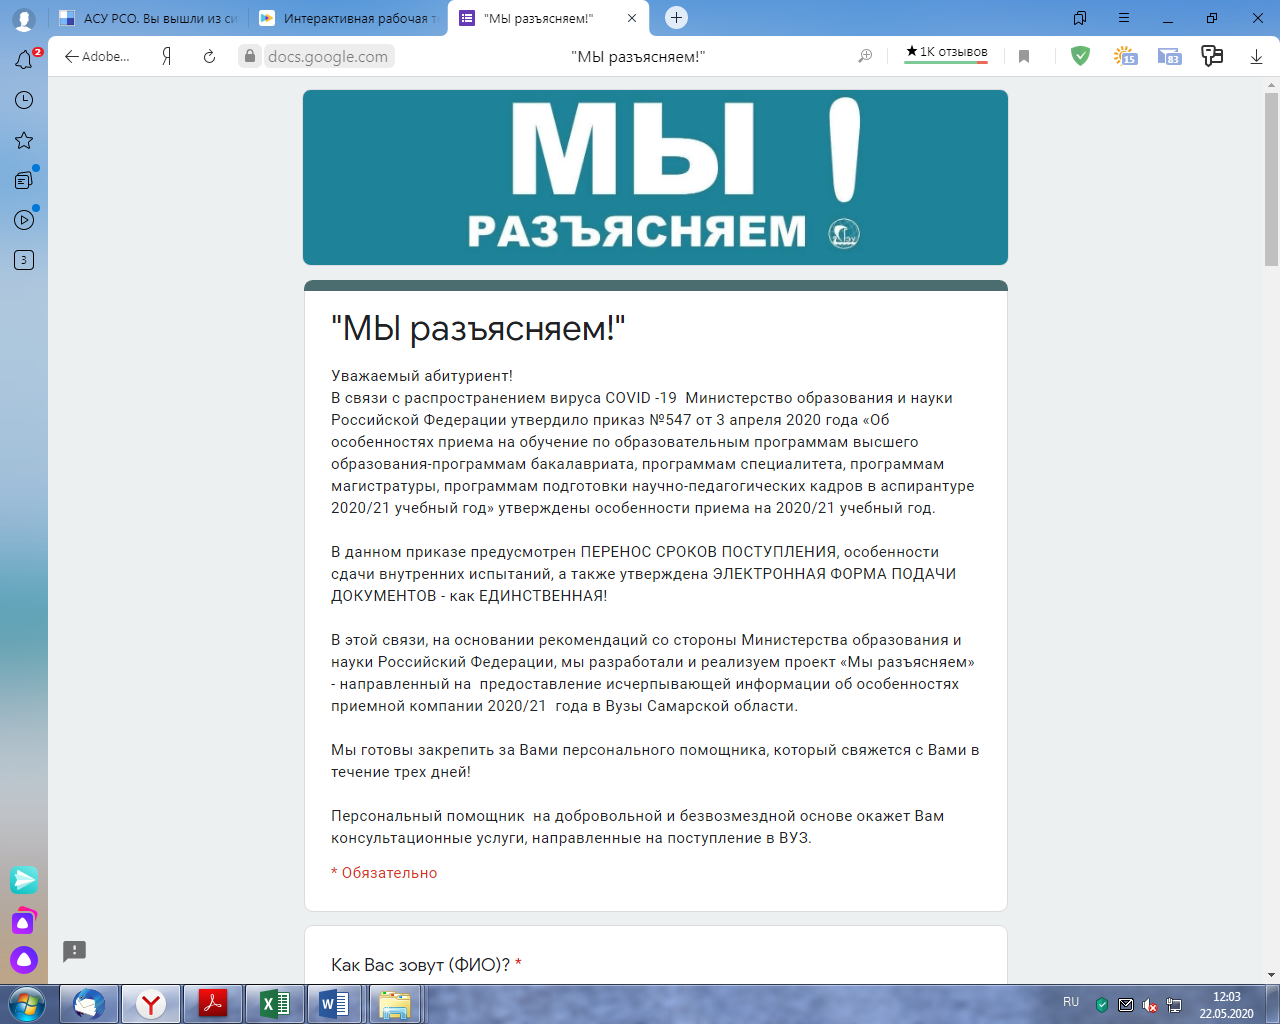 АСУ РСО. Вы вышли из си
Интерактивная рабочая т
"МЫ разъясняем!"
2
Adobe...
Я
docs.google.com
"МЫ разъясняем!"
★1К отзывов
15
83
3
МЫ !
РАЗЪЯСНЯЕМ
"МЫ разъясняем!"
Уважаемый абитуриент!
В связи с распространением вируса COVID -19  Министерство образования и науки
Российской Федерации утвердило приказ №547 от 3 апреля 2020 года «Об
особенностях приема на обучение по образовательным программам высшего
образования-программам бакалавриата, программам специалитета, программам
магистратуры, программам подготовки научно-педагогических кадров в аспирантуре
2020/21 учебный год» утверждены особенности приема на 2020/21 учебный год.
В данном приказе предусмотрен ПЕРЕНОС СРОКОВ ПОСТУПЛЕНИЯ, особенности
сдачи внутренних испытаний, а также утверждена ЭЛЕКТРОННАЯ ФОРМА ПОДАЧИ
ДОКУМЕНТОВ - как ЕДИНСТВЕННАЯ!
В этой связи, на основании рекомендаций со стороны Министерства образования и
науки Российский Федерации, мы разработали и реализуем проект «Мы разъясняем»
- направленный на  предоставление исчерпывающей информации об особенностях
приемной компании 2020/21  года в Вузы Самарской области.
Мы готовы закрепить за Вами персонального помощника, который свяжется с Вами в
течение трех дней!
Персональный помощник  на добровольной и безвозмездной основе окажет Вам
консультационные услуги, направленные на поступление в ВУЗ.
* Обязательно
Как Вас зовут (ФИО)? *
RU
12:03
22.05.2020